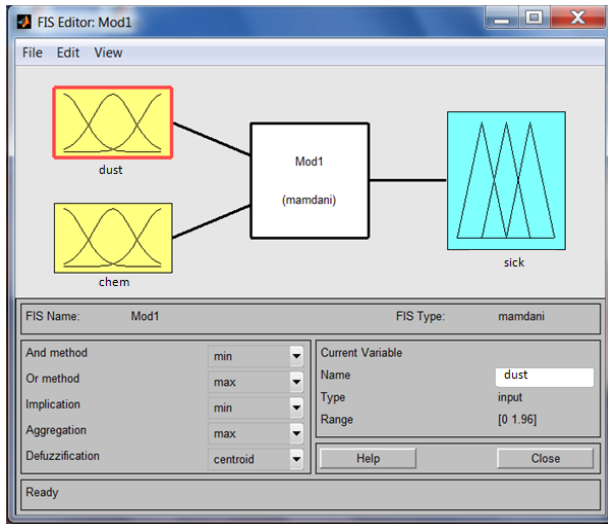 FIS Editor: Mod1
File Edit View
dust
chem
Mod1
(mamdani)
sick
FIS Name: Mod1 FIS Type: mamdani
And method min
Or method max
Implication min
Aggregation max
Defuzzification centroid
Current Variable
Name dust
Type input
Range [0 1.96]
Help Close
Ready